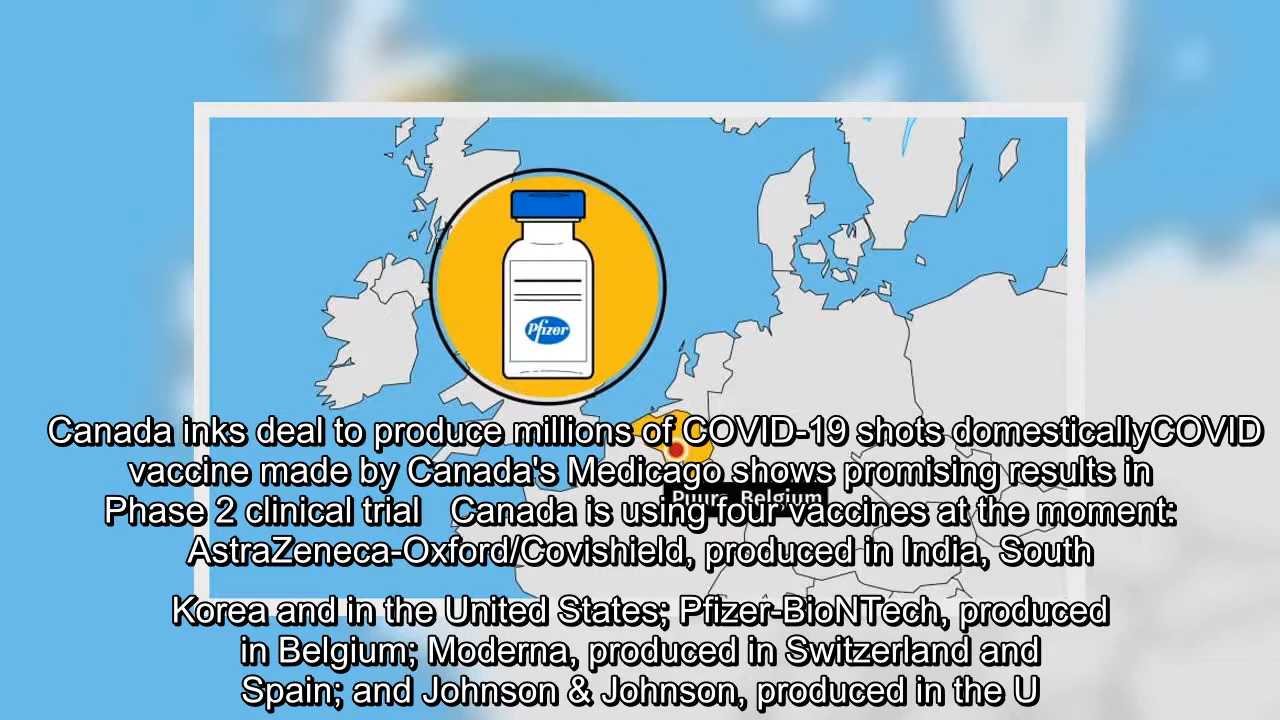 Pfizer
Canada inks deal to produce millions of COVID-19 shots domesticallyCOVID
vaccine made by Canada's Medicago shows promising results in
Puurs, Belgium
Phase 2 clinical trial   Canada is using four vaccines at the moment:
AstraZeneca-Oxford/Covishield, produced in India, South
Korea and in the United States; Pfizer-BioNTech, produced
in Belgium; Moderna, produced in Switzerland and
Spain; and Johnson & Johnson, produced in the U